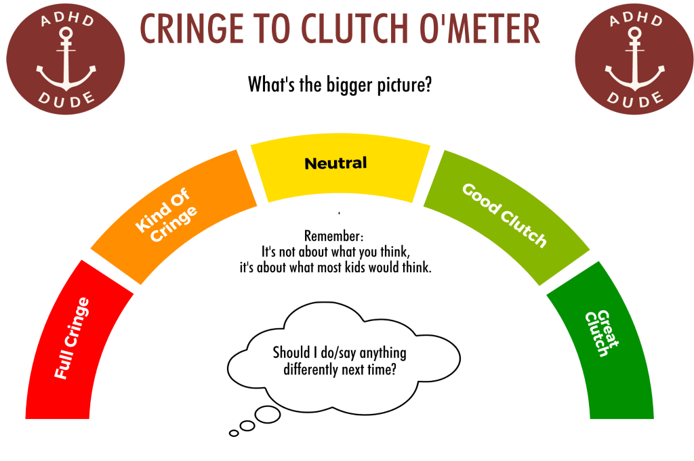 ADHD
DUDE
CRINGE TO CLUTCH O'METER
ADHD
DUDE
What's the bigger picture?
Full Cringe
Kind Of
Cringe
Neutral
Good Clutch
Great
Clutch
Remember:
It's not about what you think,
it's about what most kids would think.
Should I do/say anything
differently next time?